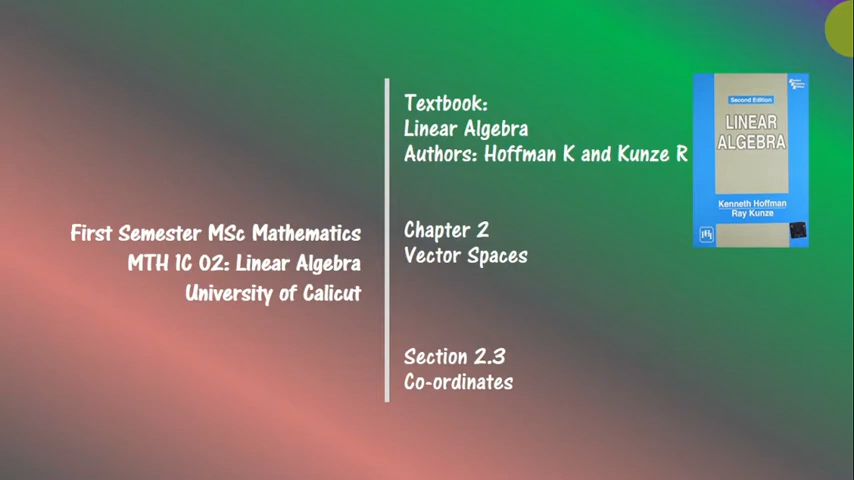 First Semester MSc Mathematics
MTH 1C 02: Linear Algebra
University of Calicut
Textbook:
Linear Algebra
Authors: Hoffman K and Kunze R
Chapter 2
Vector Spaces
Section 2.3
Co-ordinates
Second Edition
LINEAR
ALGEBRA
Kenneth Hoffman
Ray Kunze